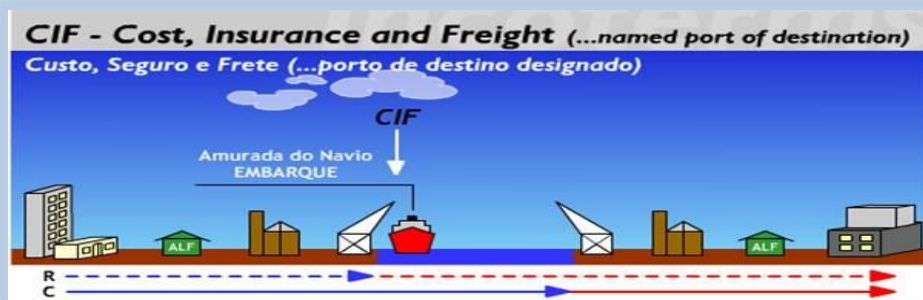 incoterms
CIF - Cost, Insurance and Freight (...named port of destination)
Custo, Seguro e Frete (...porto de destino designado)
CIF
Amurada do Navio
EMBARQUE
ALF
ALF
R
C